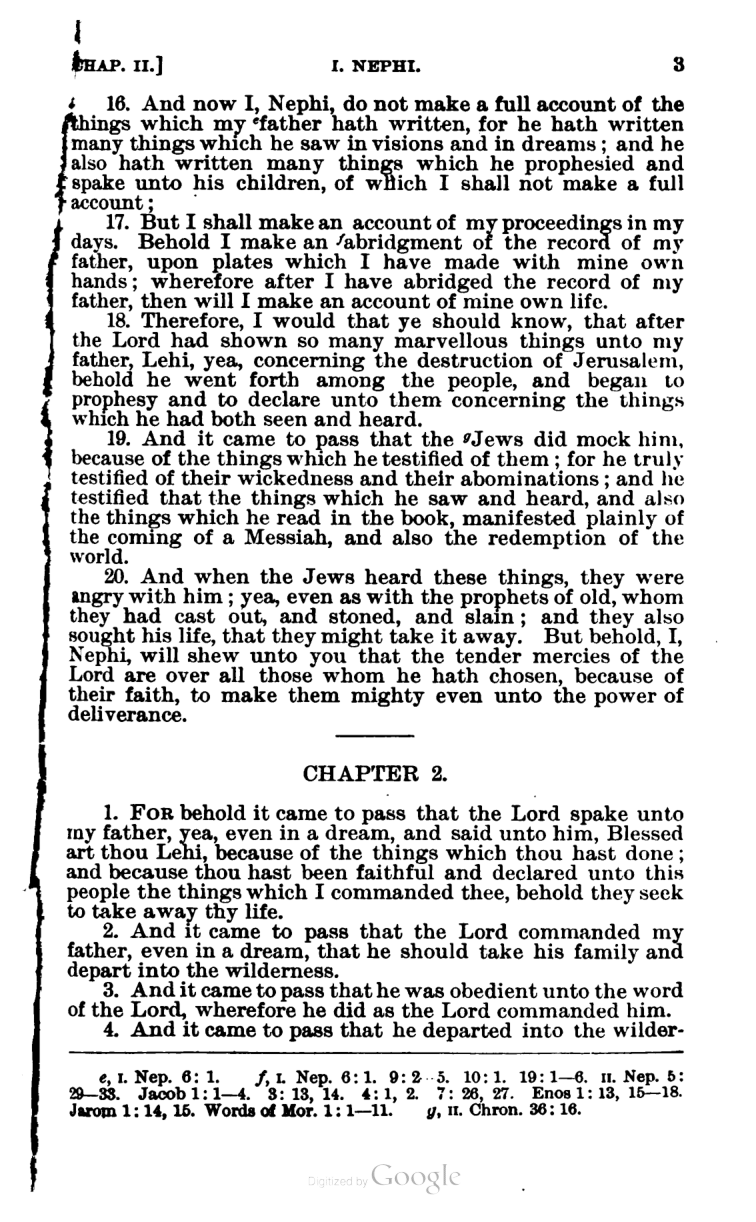 CHAP. II.] I. NEPHI. 3
16. And now I, Nephi, do not make a full account of the
things which my ᵉfather hath written, for he hath written
many things which he saw in visions and in dreams; and he
also hath written many things which he prophesied and
spake unto his children, of which I shall not make a full
account;
17. But I shall make an account of my proceedings in my
days. Behold I make an ᶠabridgment of the record of my
father, upon plates which I have made with mine own
hands; wherefore after I have abridged the record of my
father, then will I make an account of mine own life.
18. Therefore, I would that ye should know, that after
the Lord had shown so many marvellous things unto my
father, Lehi, yea, concerning the destruction of Jerusalem,
behold he went forth among the people, and began to
prophesy and to declare unto them concerning the things
which he had both seen and heard.
19. And it came to pass that the ᵍJews did mock him,
because of the things which he testified of them; for he truly
testified of their wickedness and their abominations; and he
testified that the things which he saw and heard, and also
the things which he read in the book, manifested plainly of
the coming of a Messiah, and also the redemption of the
world.
20. And when the Jews heard these things, they were
angry with him; yea, even as with the prophets of old, whom
they had cast out, and stoned, and slain; and they also
sought his life, that they might take it away. But behold, I,
Nephi, will shew unto you that the tender mercies of the
Lord are over all those whom he hath chosen, because of
their faith, to make them mighty even unto the power of
deliverance.
CHAPTER 2.
1. FOR behold it came to pass that the Lord spake unto
my father, yea, even in a dream, and said unto him, Blessed
art thou Lehi, because of the things which thou hast done;
and because thou hast been faithful and declared unto this
people the things which I commanded thee, behold they seek
to take away thy life.
2. And it came to pass that the Lord commanded my
father, even in a dream, that he should take his family and
depart into the wilderness.
3. And it came to pass that he was obedient unto the word
of the Lord, wherefore he did as the Lord commanded him.
4. And it came to pass that he departed into the wilder-
e, I. Nep. 6: 1. f, I. Nep. 6: 1. 9: 2–5. 10: 1. 19: 1—6. II. Nep. 5:
29—33. Jacob 1: 1—4. 3: 13, 14. 4: 1, 2. 7: 26, 27. Enos 1: 13, 15—18.
Jarom 1: 14, 15. Words of Mor. 1: 1—11. g, II. Chron. 36: 16.
Digitized by Google